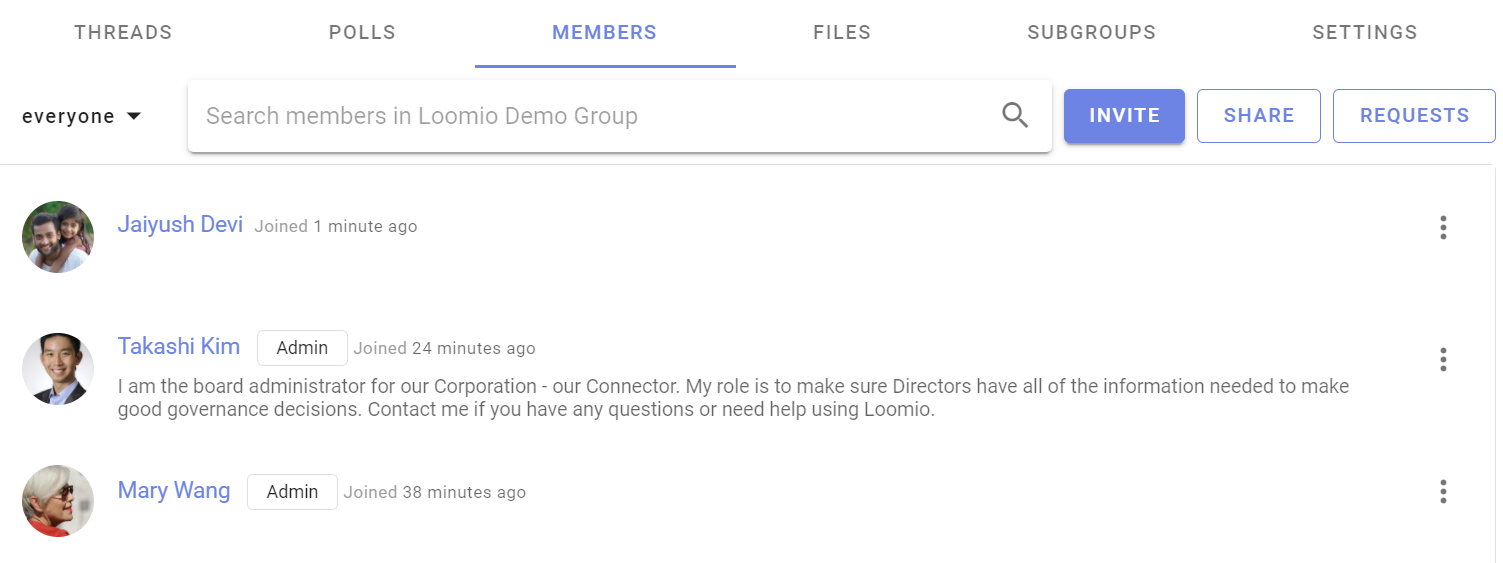 THREADS POLLS MEMBERS FILES SUBGROUPS SETTINGS
everyone Search members in Loomio Demo Group INVITE SHARE REQUESTS
Jaiyush Devi Joined 1 minute ago
Takashi Kim Admin Joined 24 minutes ago
I am the board administrator for our Corporation - our Connector. My role is to make sure Directors have all of the information needed to make
good governance decisions. Contact me if you have any questions or need help using Loomio.
Mary Wang Admin Joined 38 minutes ago